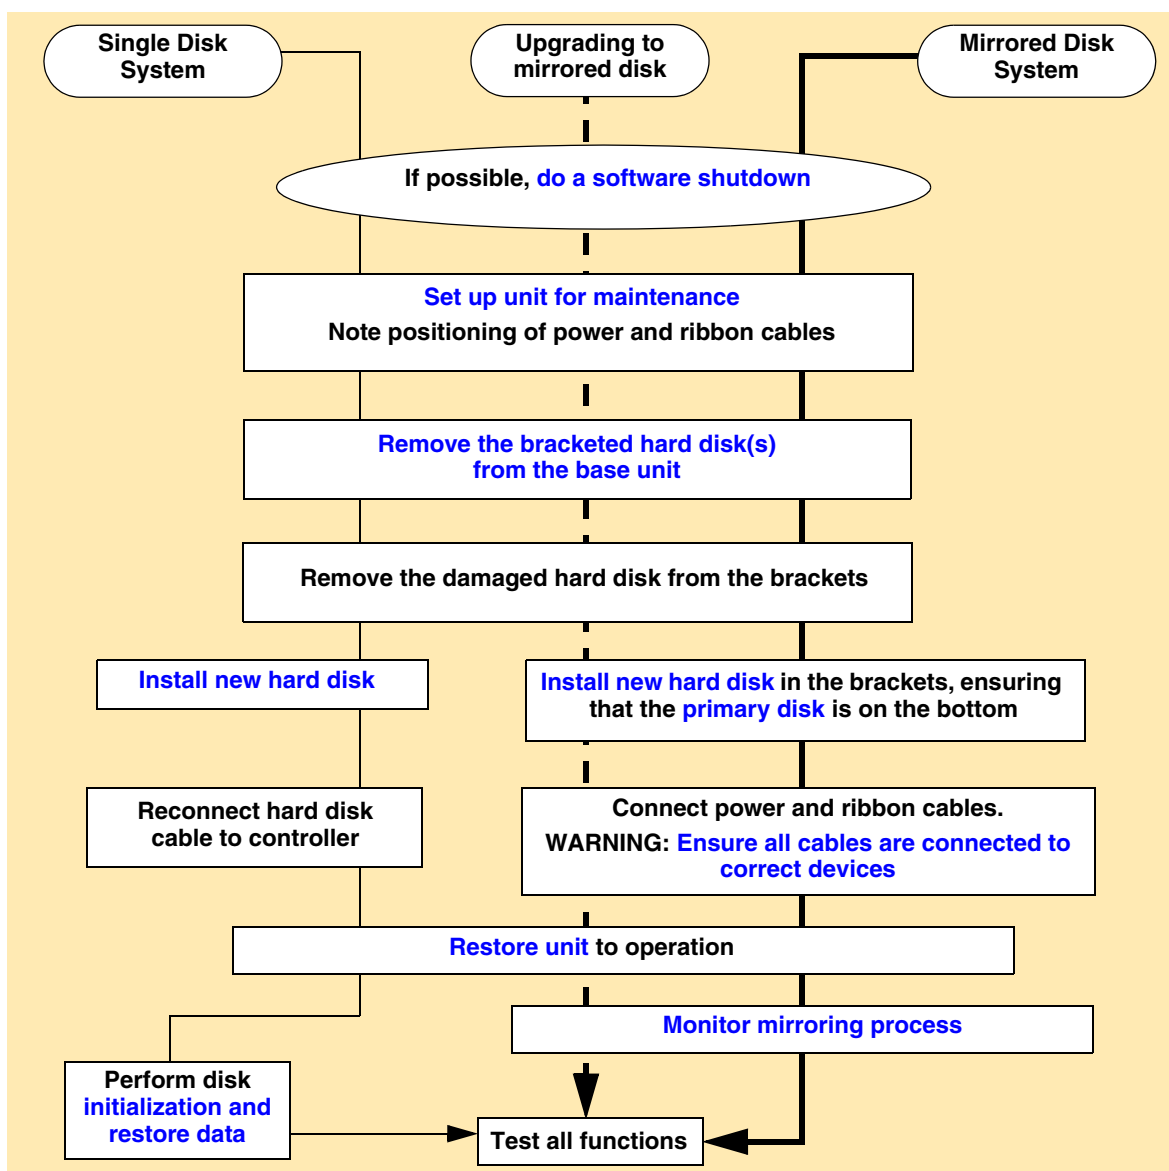 Single Disk
System
Upgrading to
mirrored disk
Mirrored Disk
System
If possible, do a software shutdown
Set up unit for maintenance
Note positioning of power and ribbon cables
Remove the bracketed hard disk(s)
from the base unit
Remove the damaged hard disk from the brackets
Install new hard disk
Install new hard disk in the brackets, ensuring
that the primary disk is on the bottom
Reconnect hard disk
cable to controller
Connect power and ribbon cables.
WARNING: Ensure all cables are connected to
correct devices
Restore unit to operation
Monitor mirroring process
Perform disk
initialization and
restore data
Test all functions